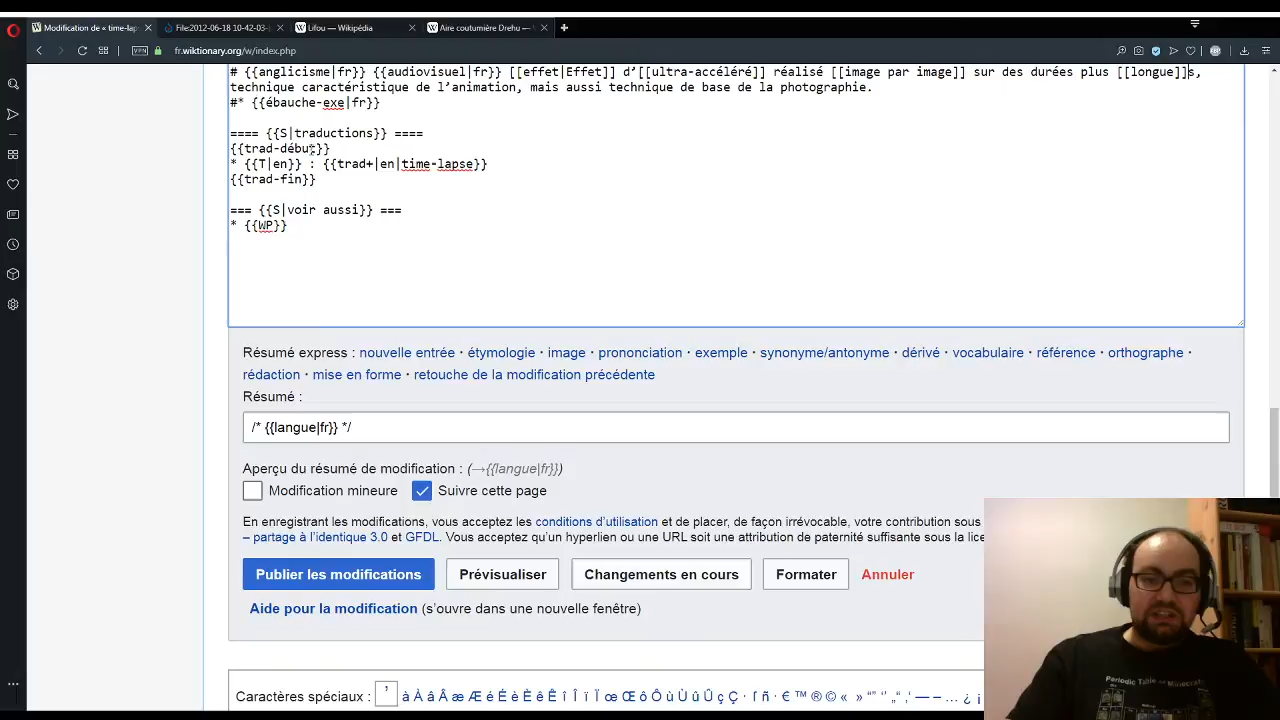 Modification de « time-lap
File:2012-06-18 10-42-03-
Lifou — Wikipédia
Aire coutumière Drehu —
VPN
fr.wiktionary.org/w/index.php
# {{anglicisme|fr}} {{audiovisuel|fr}} [[effet|Effet]] d’[[ultra-accéléré]] réalisé [[image par image]] sur des durées plus [[longue]]s,
technique caractéristique de l’animation, mais aussi technique de base de la photographie.
#* {{ébauche-exe|fr}}
==== {{S|traductions}} ====
{{trad-début}}
* {{T|en}} : {{trad+|en|time-lapse}}
{{trad-fin}}
=== {{S|voir aussi}} ===
* {{WP}}
Résumé express : nouvelle entrée · étymologie · image · prononciation · exemple · synonyme/antonyme · dérivé · vocabulaire · référence · orthographe ·
rédaction · mise en forme · retouche de la modification précédente
Résumé :
/* {{langue|fr}} */
Aperçu du résumé de modification : (→{{langue|fr}})
Modification mineure
Suivre cette page
En enregistrant les modifications, vous acceptez les conditions d’utilisation et de placer, de façon irrévocable, votre contribution sous
– partage à l’identique 3.0 et GFDL. Vous acceptez qu’un hyperlien ou une URL soit une attribution de paternité suffisante sous la lice
Publier les modifications
Prévisualiser
Changements en cours
Formater
Annuler
Aide pour la modification (s’ouvre dans une nouvelle fenêtre)
Periodic Table of Minecraft
Caractères spéciaux : ’ à À â Â æ Æ é É è È ê Ê î Î ï Ï œ Œ ô Ô ù Ù û Û ç Ç · ſ ñ · € ™ ® © « » “” ‘’ „“ ‚‘ — – … ¿ ¡